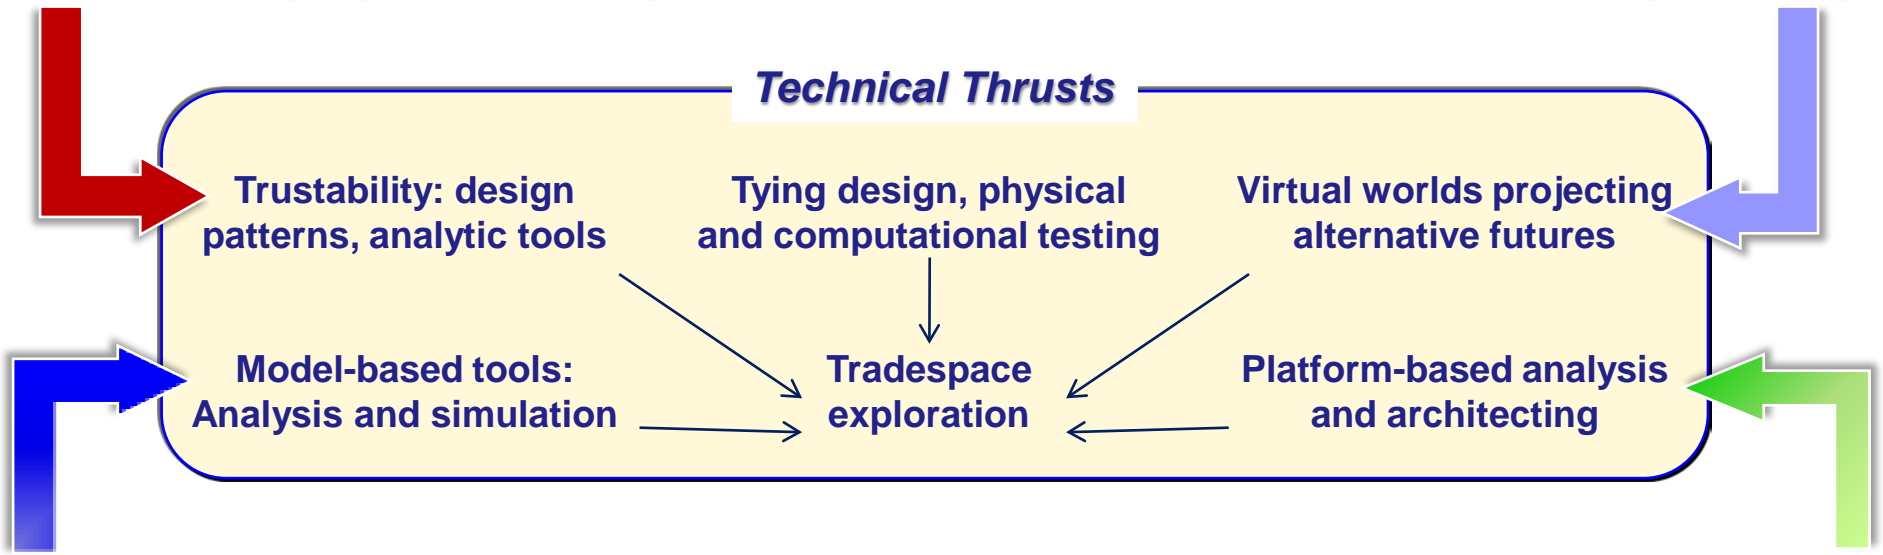 Technical Thrusts
Trustability: design
patterns, analytic tools
Tying design, physical
and computational testing
Virtual worlds projecting
alternative futures
Model-based tools:
Analysis and simulation
Tradespace
exploration
Platform-based analysis
and architecting